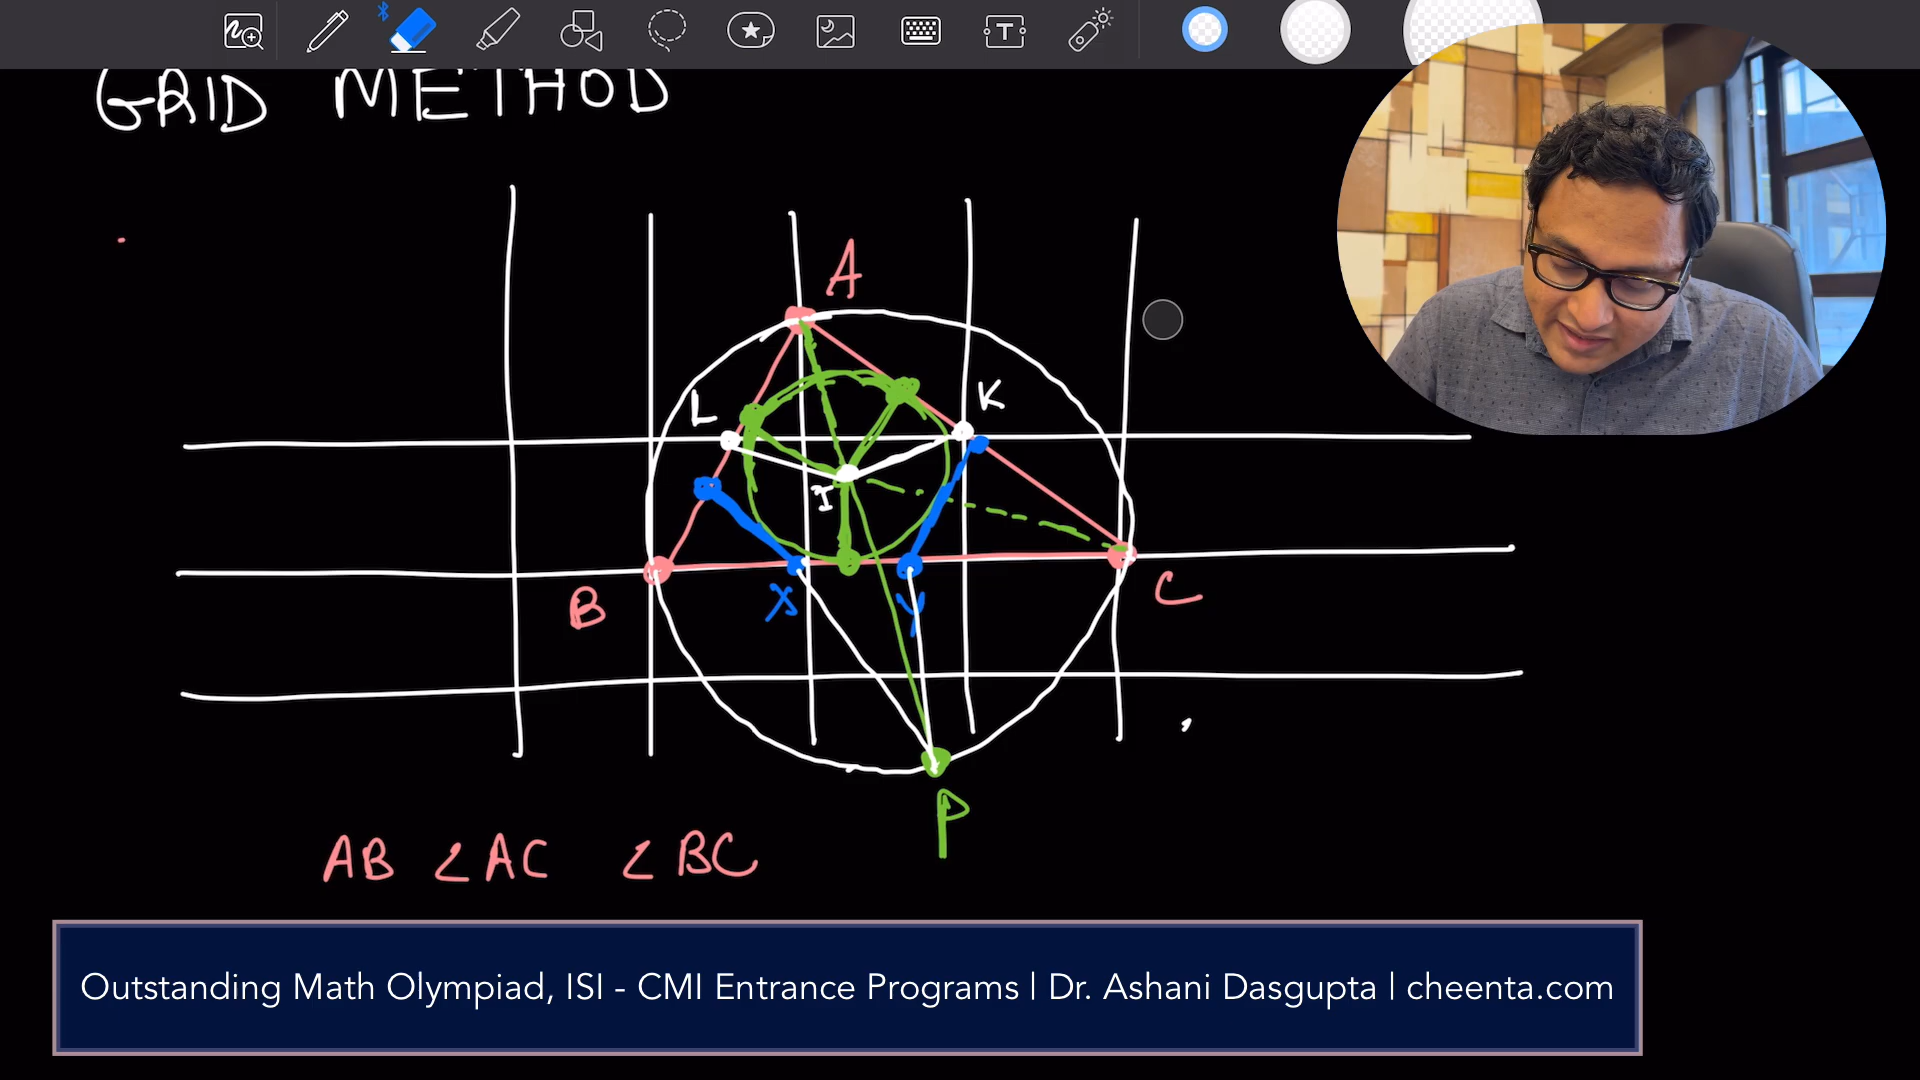 GRID METHOD
A
L
K
I
B
X
Y
C
P
AB < AC < BC
Outstanding Math Olympiad, ISI - CMI Entrance Programs | Dr. Ashani Dasgupta | cheenta.com